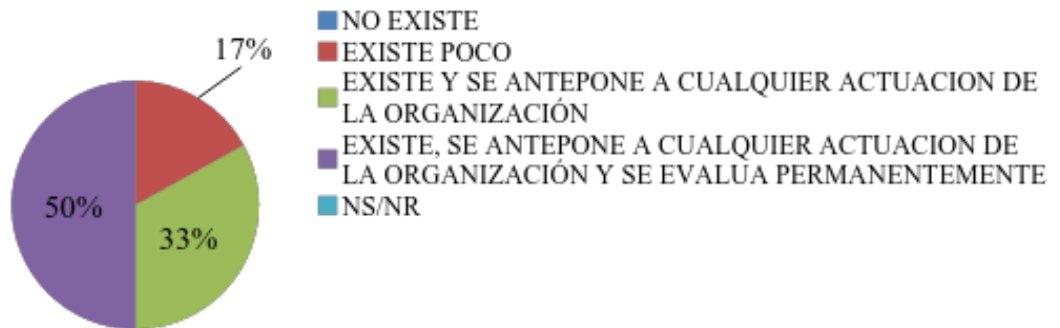 NO EXISTE
17%
EXISTE POCO
EXISTE Y SE ANTEPONE A CUALQUIER ACTUACION DE
LA ORGANIZACIÓN
EXISTE, SE ANTEPONE A CUALQUIER ACTUACION DE
LA ORGANIZACIÓN Y SE EVALUA PERMANENTEMENTE
NS/NR
50%
33%